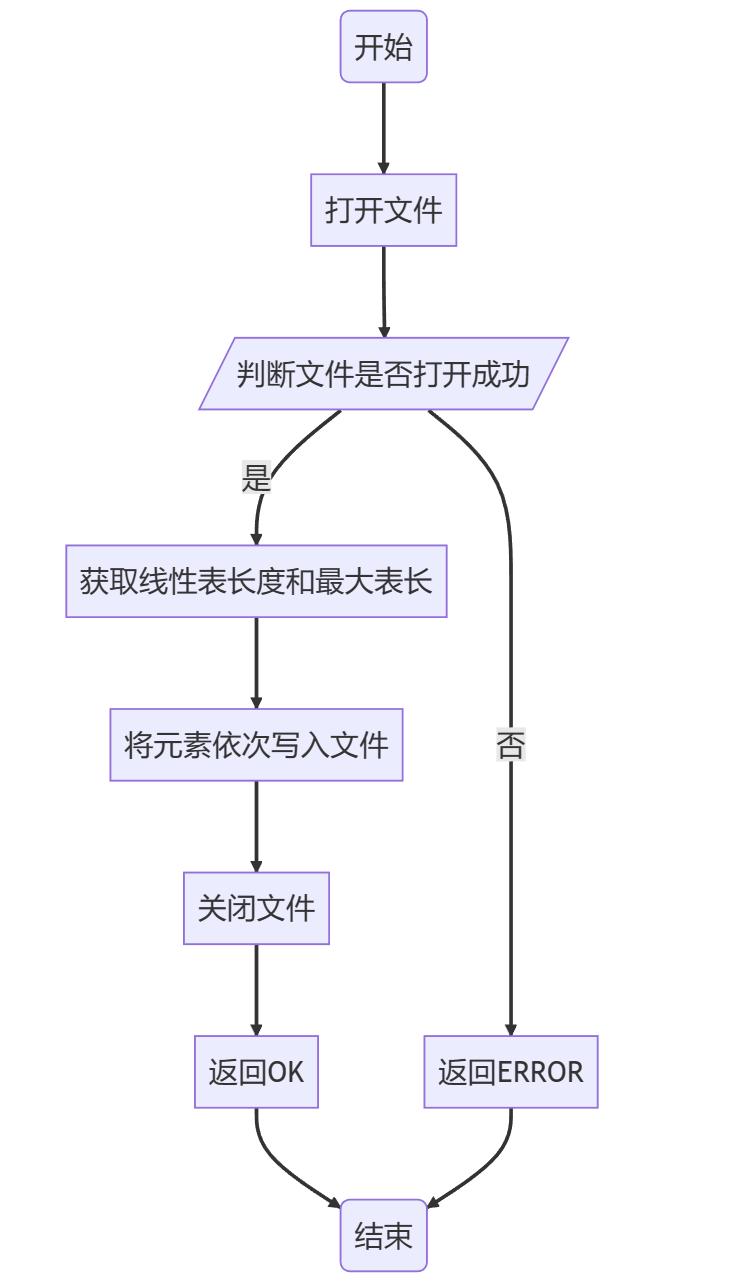 开始
打开文件
判断文件是否打开成功
是
获取线性表长度和最大表长
将元素依次写入文件
否
关闭文件
返回OK
返回ERROR
结束